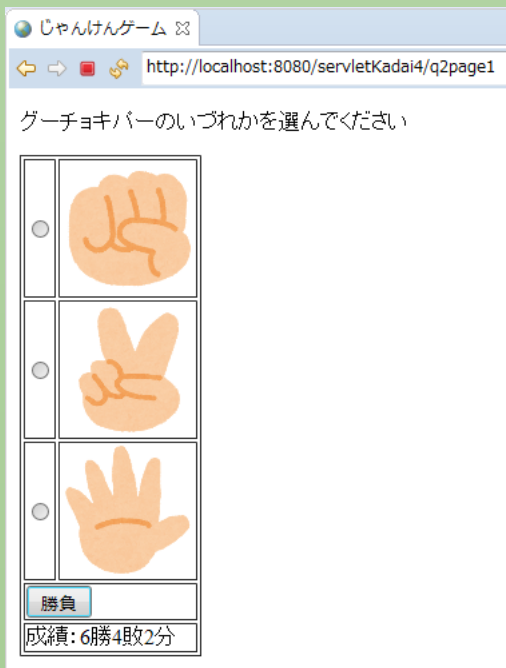 じゃんけんゲーム
http://localhost:8080/servletKadai4/q2page1
グーチョキパーのいづれかを選んでください
勝負
成績：6勝4敗2分